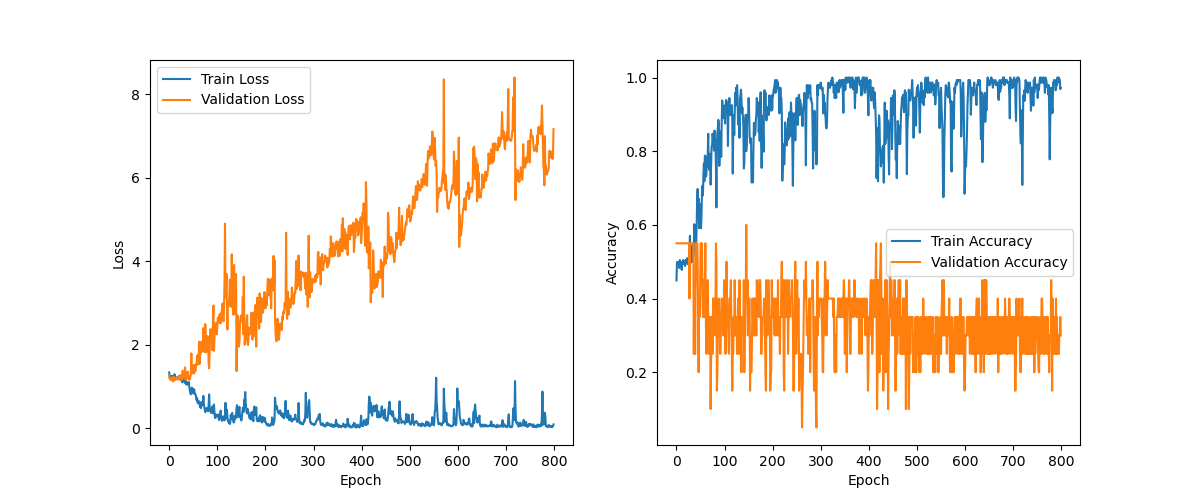 Train Loss
Validation Loss
8
6
4
2
0
Loss
0 100 200 300 400 500 600 700 800
Epoch
1.0
0.8
0.6
0.4
0.2
Accuracy
Train Accuracy
Validation Accuracy
0 100 200 300 400 500 600 700 800
Epoch